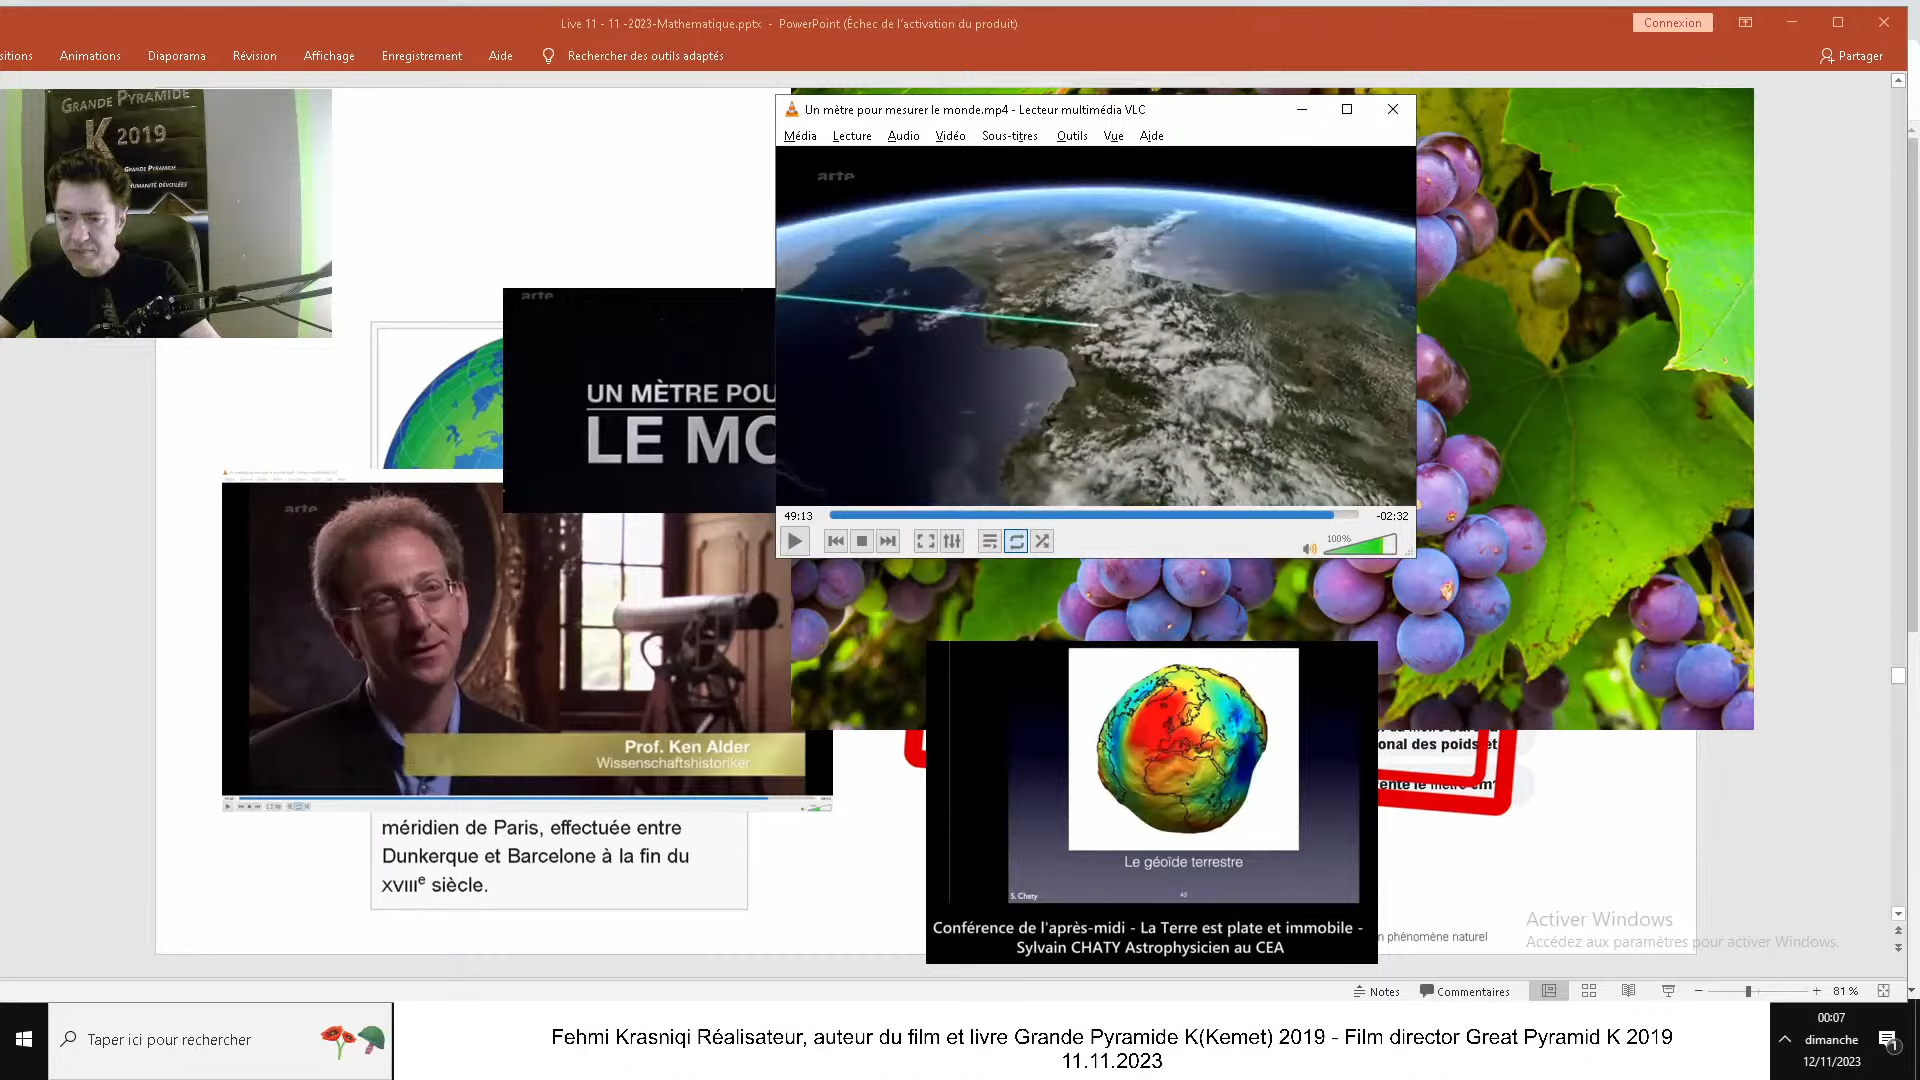 Live 11 - 11 -2023-Mathematique.pptx - PowerPoint (Échec de l'activation du produit)
Connexion
sitions Animations Diaporama Révision Affichage Enregistrement Aide Rechercher des outils adaptés
Partager
GRANDE PYRAMIDE
K 2019
GRANDE PYRAMIDE
HUMANITÉ DÉVOILÉES
Un mètre pour mesurer le monde.mp4 - Lecteur multimédia VLC
Média Lecture Audio Vidéo Sous-titres Outils Vue Aide
arte
arte
UN MÈTRE POU
LE MO
49:13
-02:32
100%
arte
Prof. Ken Alder
Wissenschaftshistoriker
méridien de Paris, effectuée entre
Dunkerque et Barcelone à la fin du
XVIIIe siècle.
Le géoïde terrestre
S. Chaty
43
Conférence de l'après-midi - La Terre est plate et immobile -
Sylvain CHATY Astrophysicien au CEA
onal des poids et
n phénomène naturel
Activer Windows
Accédez aux paramètres pour activer Windows.
Notes Commentaires
81 %
Taper ici pour rechercher
Fehmi Krasniqi Réalisateur, auteur du film et livre Grande Pyramide K(Kemet) 2019 - Film director Great Pyramid K 2019
11.11.2023
00:07
dimanche
12/11/2023
1